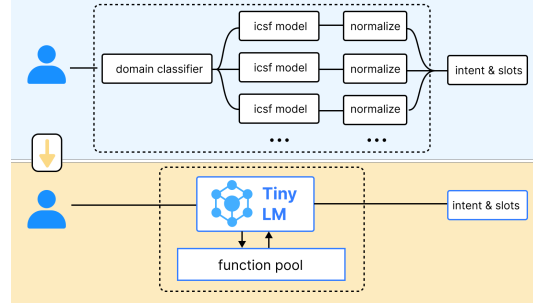 icsf model
normalize
domain classifier
icsf model
normalize
intent & slots
icsf model
normalize
...
...
Tiny
LM
intent & slots
function pool